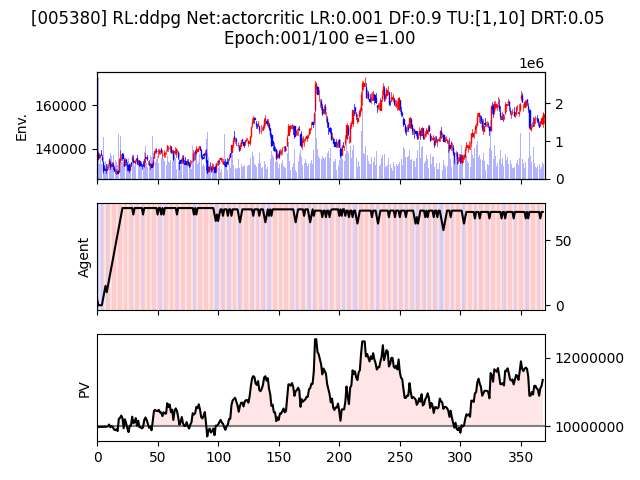 [005380] RL:ddpg Net:actorcritic LR:0.001 DF:0.9 TU:[1,10] DRT:0.05
Epoch:001/100 e=1.00
1e6
Env.
160000
140000
2
1
0
Agent
50
0
PV
12000000
10000000
0 50 100 150 200 250 300 350